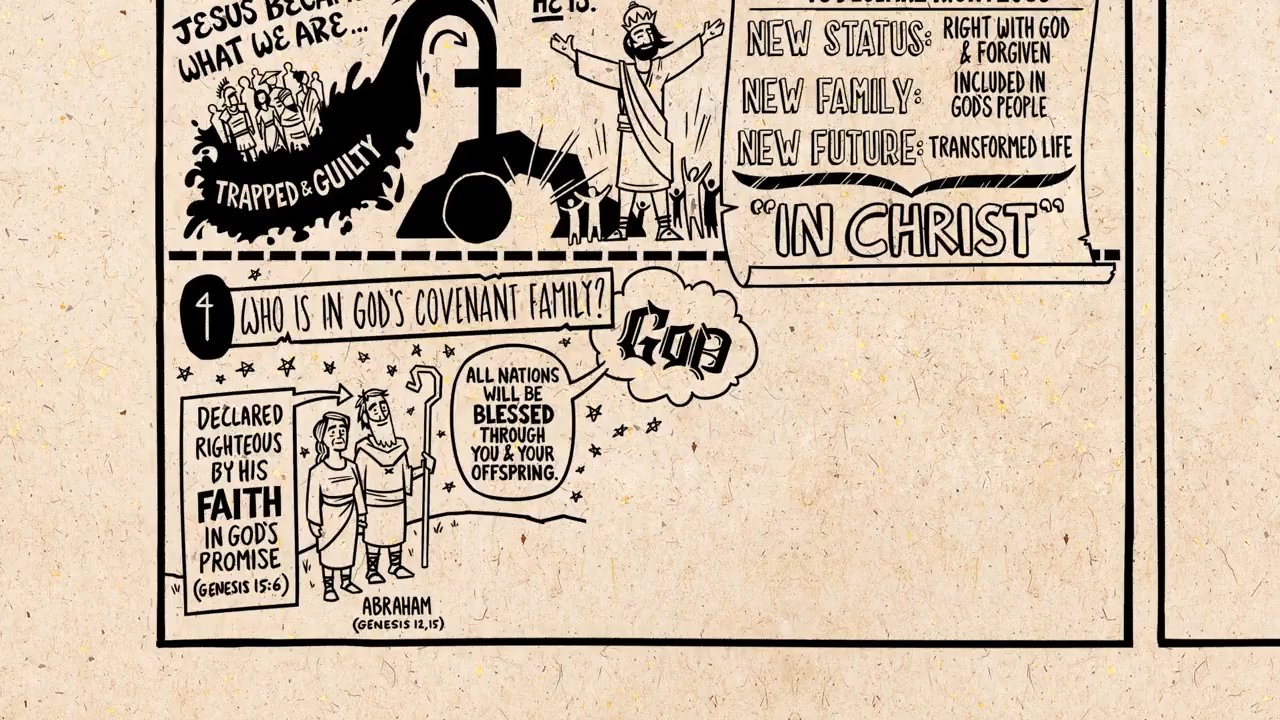 JESUS BECAME
WHAT WE ARE...
HE IS.
TRAPPED & GUILTY
NEW STATUS: RIGHT WITH GOD
& FORGIVEN
NEW FAMILY: INCLUDED IN
GOD'S PEOPLE
NEW FUTURE: TRANSFORMED LIFE
"IN CHRIST"
4 WHO IS IN GOD'S COVENANT FAMILY?
GOD
DECLARED
RIGHTEOUS
BY HIS
FAITH
IN GOD'S
PROMISE
(GENESIS 15:6)
ALL NATIONS
WILL BE
BLESSED
THROUGH
YOU & YOUR
OFFSPRING.
ABRAHAM
(GENESIS 12,15)